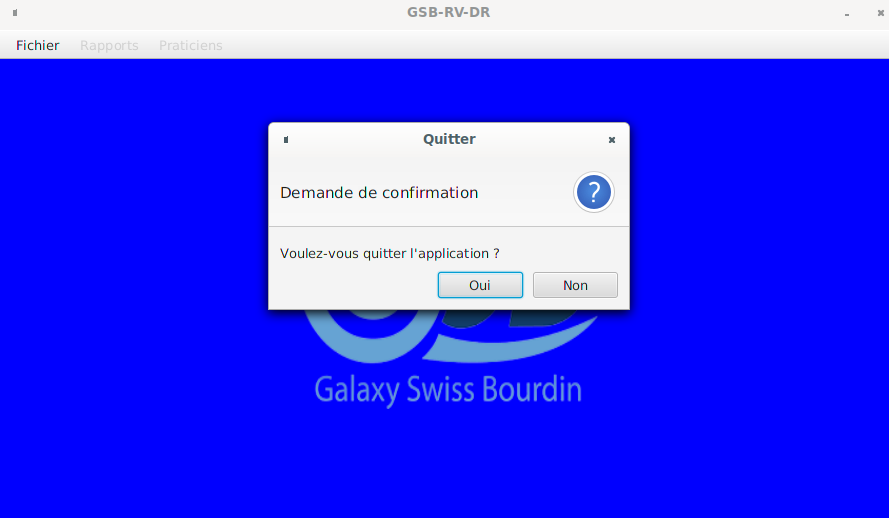 GSB-RV-DR
Fichier Rapports Praticiens
Quitter
Demande de confirmation
?
Voulez-vous quitter l'application ?
Oui Non
Galaxy Swiss Bourdin